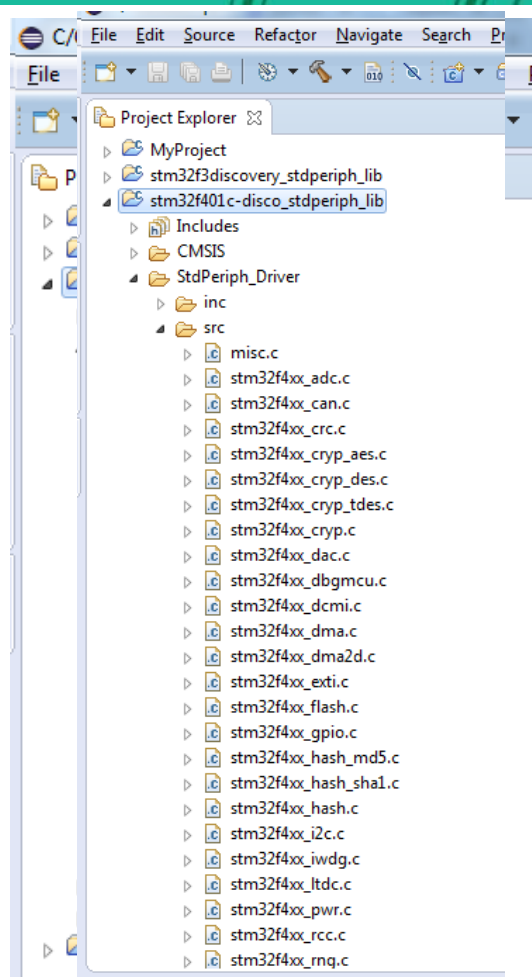 C/
File Edit Source Refactor Navigate Search Pr
File
Project Explorer
P
MyProject
stm32f3discovery_stdperiph_lib
stm32f401c-disco_stdperiph_lib
Includes
CMSIS
StdPeriph_Driver
inc
src
misc.c
stm32f4xx_adc.c
stm32f4xx_can.c
stm32f4xx_crc.c
stm32f4xx_cryp_aes.c
stm32f4xx_cryp_des.c
stm32f4xx_cryp_tdes.c
stm32f4xx_cryp.c
stm32f4xx_dac.c
stm32f4xx_dbgmcu.c
stm32f4xx_dcmi.c
stm32f4xx_dma.c
stm32f4xx_dma2d.c
stm32f4xx_exti.c
stm32f4xx_flash.c
stm32f4xx_gpio.c
stm32f4xx_hash_md5.c
stm32f4xx_hash_sha1.c
stm32f4xx_hash.c
stm32f4xx_i2c.c
stm32f4xx_iwdg.c
stm32f4xx_ltdc.c
stm32f4xx_pwr.c
stm32f4xx_rcc.c
stm32f4xx_rng.c